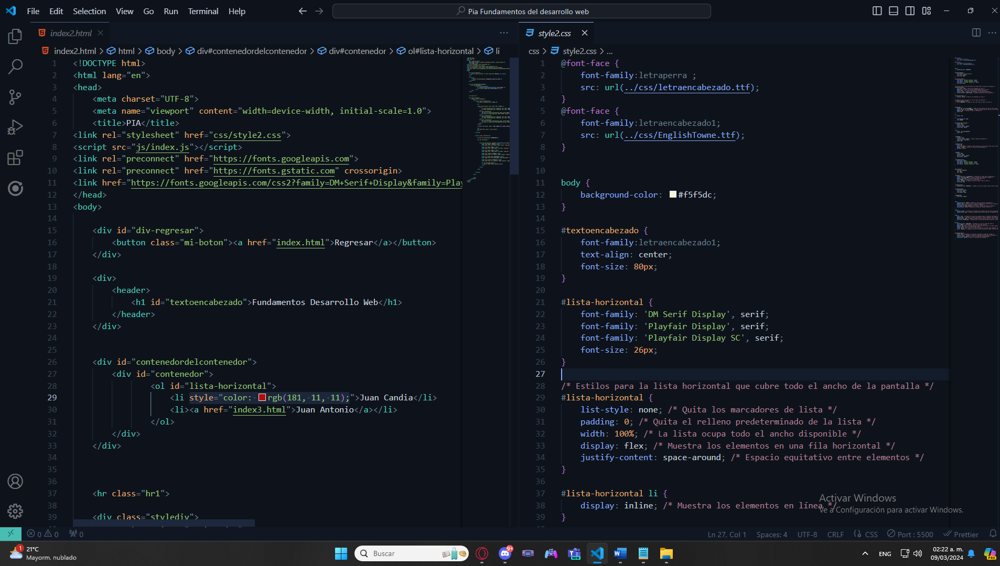 File Edit Selection View Go Run Terminal Help
Pia Fundamentos del desarrollo web
index2.html
index2.html > html > body > div#contenedordelcontenedor > div#contenedor > ol#lista-horizontal > li
1 <!DOCTYPE html>
2 <html lang="en">
3 <head>
4 <meta charset="UTF-8">
5 <meta name="viewport" content="width=device-width, initial-scale=1.0">
6 <title>PIA</title>
7 <link rel="stylesheet" href="css/style2.css">
8 <script src="js/index.js"></script>
9 <link rel="preconnect" href="https://fonts.googleapis.com">
10 <link rel="preconnect" href="https://fonts.gstatic.com" crossorigin>
11 <link href="https://fonts.googleapis.com/css2?family=DM+Serif+Display&family=Play
12 </head>
13 <body>
14
15 <div id="div-regresar">
16 <button class="mi-boton"><a href="index.html">Regresar</a></button>
17 </div>
18
19 <div>
20 <header>
21 <h1 id="textoencabezado">Fundamentos Desarrollo Web</h1>
22 </header>
23 </div>
24
25
26 <div id="contenedordelcontenedor">
27 <div id="contenedor">
28 <ol id="lista-horizontal">
29 <li style="color: rgb(181, 11, 11);">Juan Candia</li>
30 <li><a href="index3.html">Juan Antonio</a></li>
31 </ol>
32 </div>
33 </div>
34
35
36
37 <hr class="hr1">
38
39 <div class="stylediv">
style2.css
css > style2.css > ...
1 @font-face {
2 font-family:letraperra ;
3 src: url(../css/letraencabezado.ttf);
4 }
5 @font-face {
6 font-family:letraencabezado1;
7 src: url(../css/EnglishTowne.ttf);
8 }
9
10
11 body {
12 background-color: #f5f5dc;
13 }
14
15 #textoencabezado {
16 font-family:letraencabezado1;
17 text-align: center;
18 font-size: 80px;
19 }
20
21 #lista-horizontal {
22 font-family: 'DM Serif Display', serif;
23 font-family: 'Playfair Display', serif;
24 font-family: 'Playfair Display SC', serif;
25 font-size: 26px;
26 }
27
28 /* Estilos para la lista horizontal que cubre todo el ancho de la pantalla */
29 #lista-horizontal {
30 list-style: none; /* Quita los marcadores de lista */
31 padding: 0; /* Quita el relleno predeterminado de la lista */
32 width: 100%; /* La lista ocupa todo el ancho disponible */
33 display: flex; /* Muestra los elementos en una fila horizontal */
34 justify-content: space-around; /* Espacio equitativo entre elementos */
35 }
36
37 #lista-horizontal li {
38 display: inline; /* Muestra los elementos en línea */
39 }
Activar Windows
Ve a Configuración para activar Windows.
0 0 0
Ln 27, Col 1 Spaces: 4 UTF-8 CRLF CSS Port : 5500 Prettier
1 21°C
Mayorm. nublado
Buscar
9+
NEW
ENG
02:22 a. m.
09/03/2024
PRE